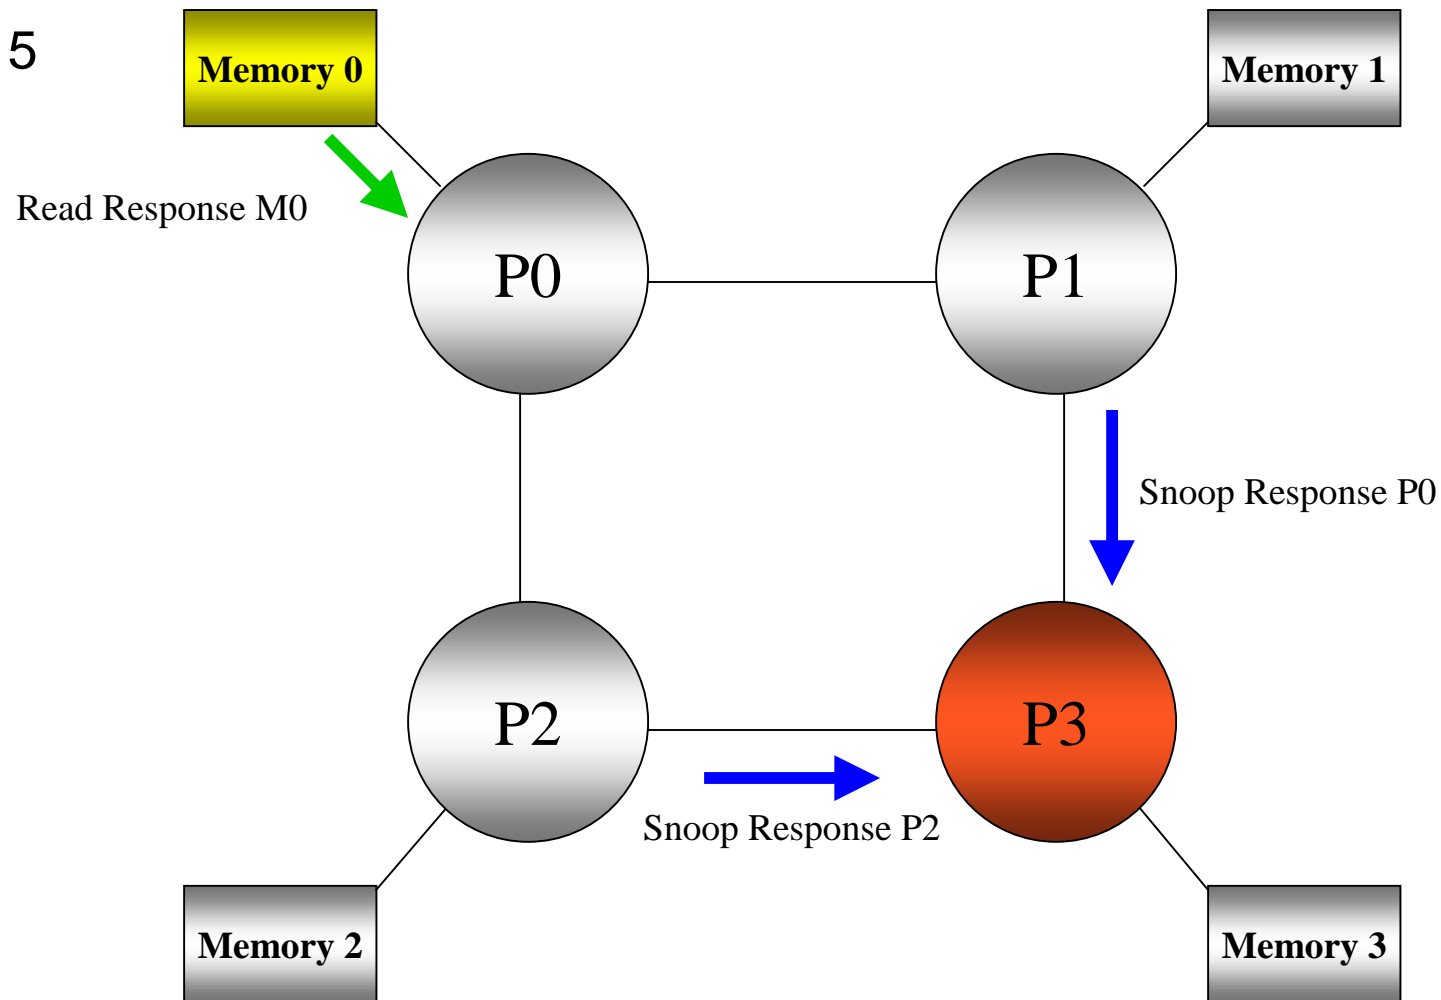 5
Memory 0
Memory 1
Read Response M0
P0
P1
Snoop Response P0
P2
P3
Snoop Response P2
Memory 2
Memory 3